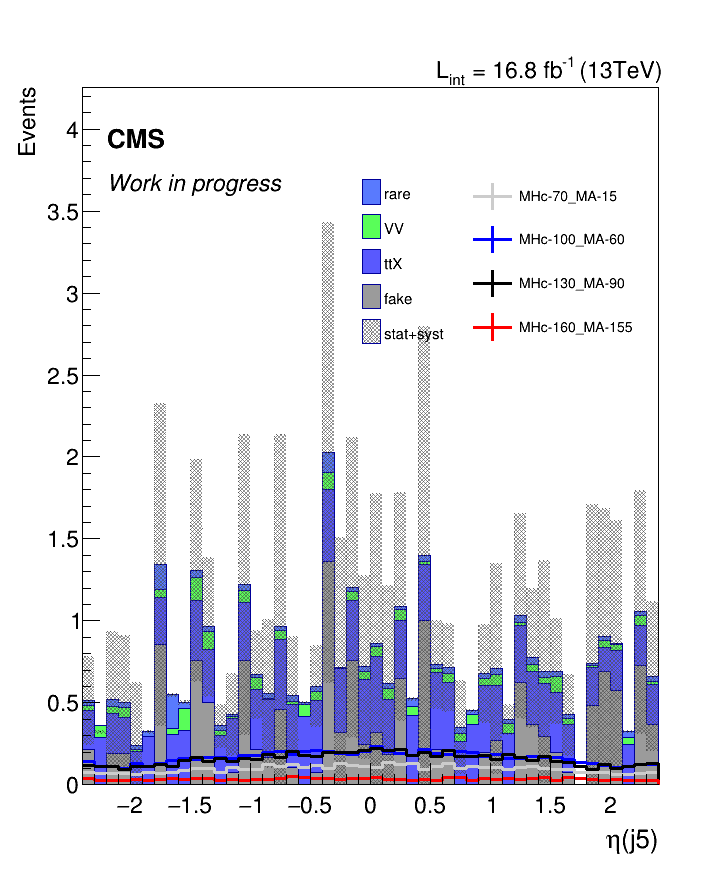 L_int = 16.8 fb^-1 (13TeV)
Events
CMS
Work in progress
rare
VV
ttX
fake
stat+syst
MHc-70_MA-15
MHc-100_MA-60
MHc-130_MA-90
MHc-160_MA-155
4
3.5
3
2.5
2
1.5
1
0.5
0
−2 −1.5 −1 −0.5 0 0.5 1 1.5 2
η(j5)